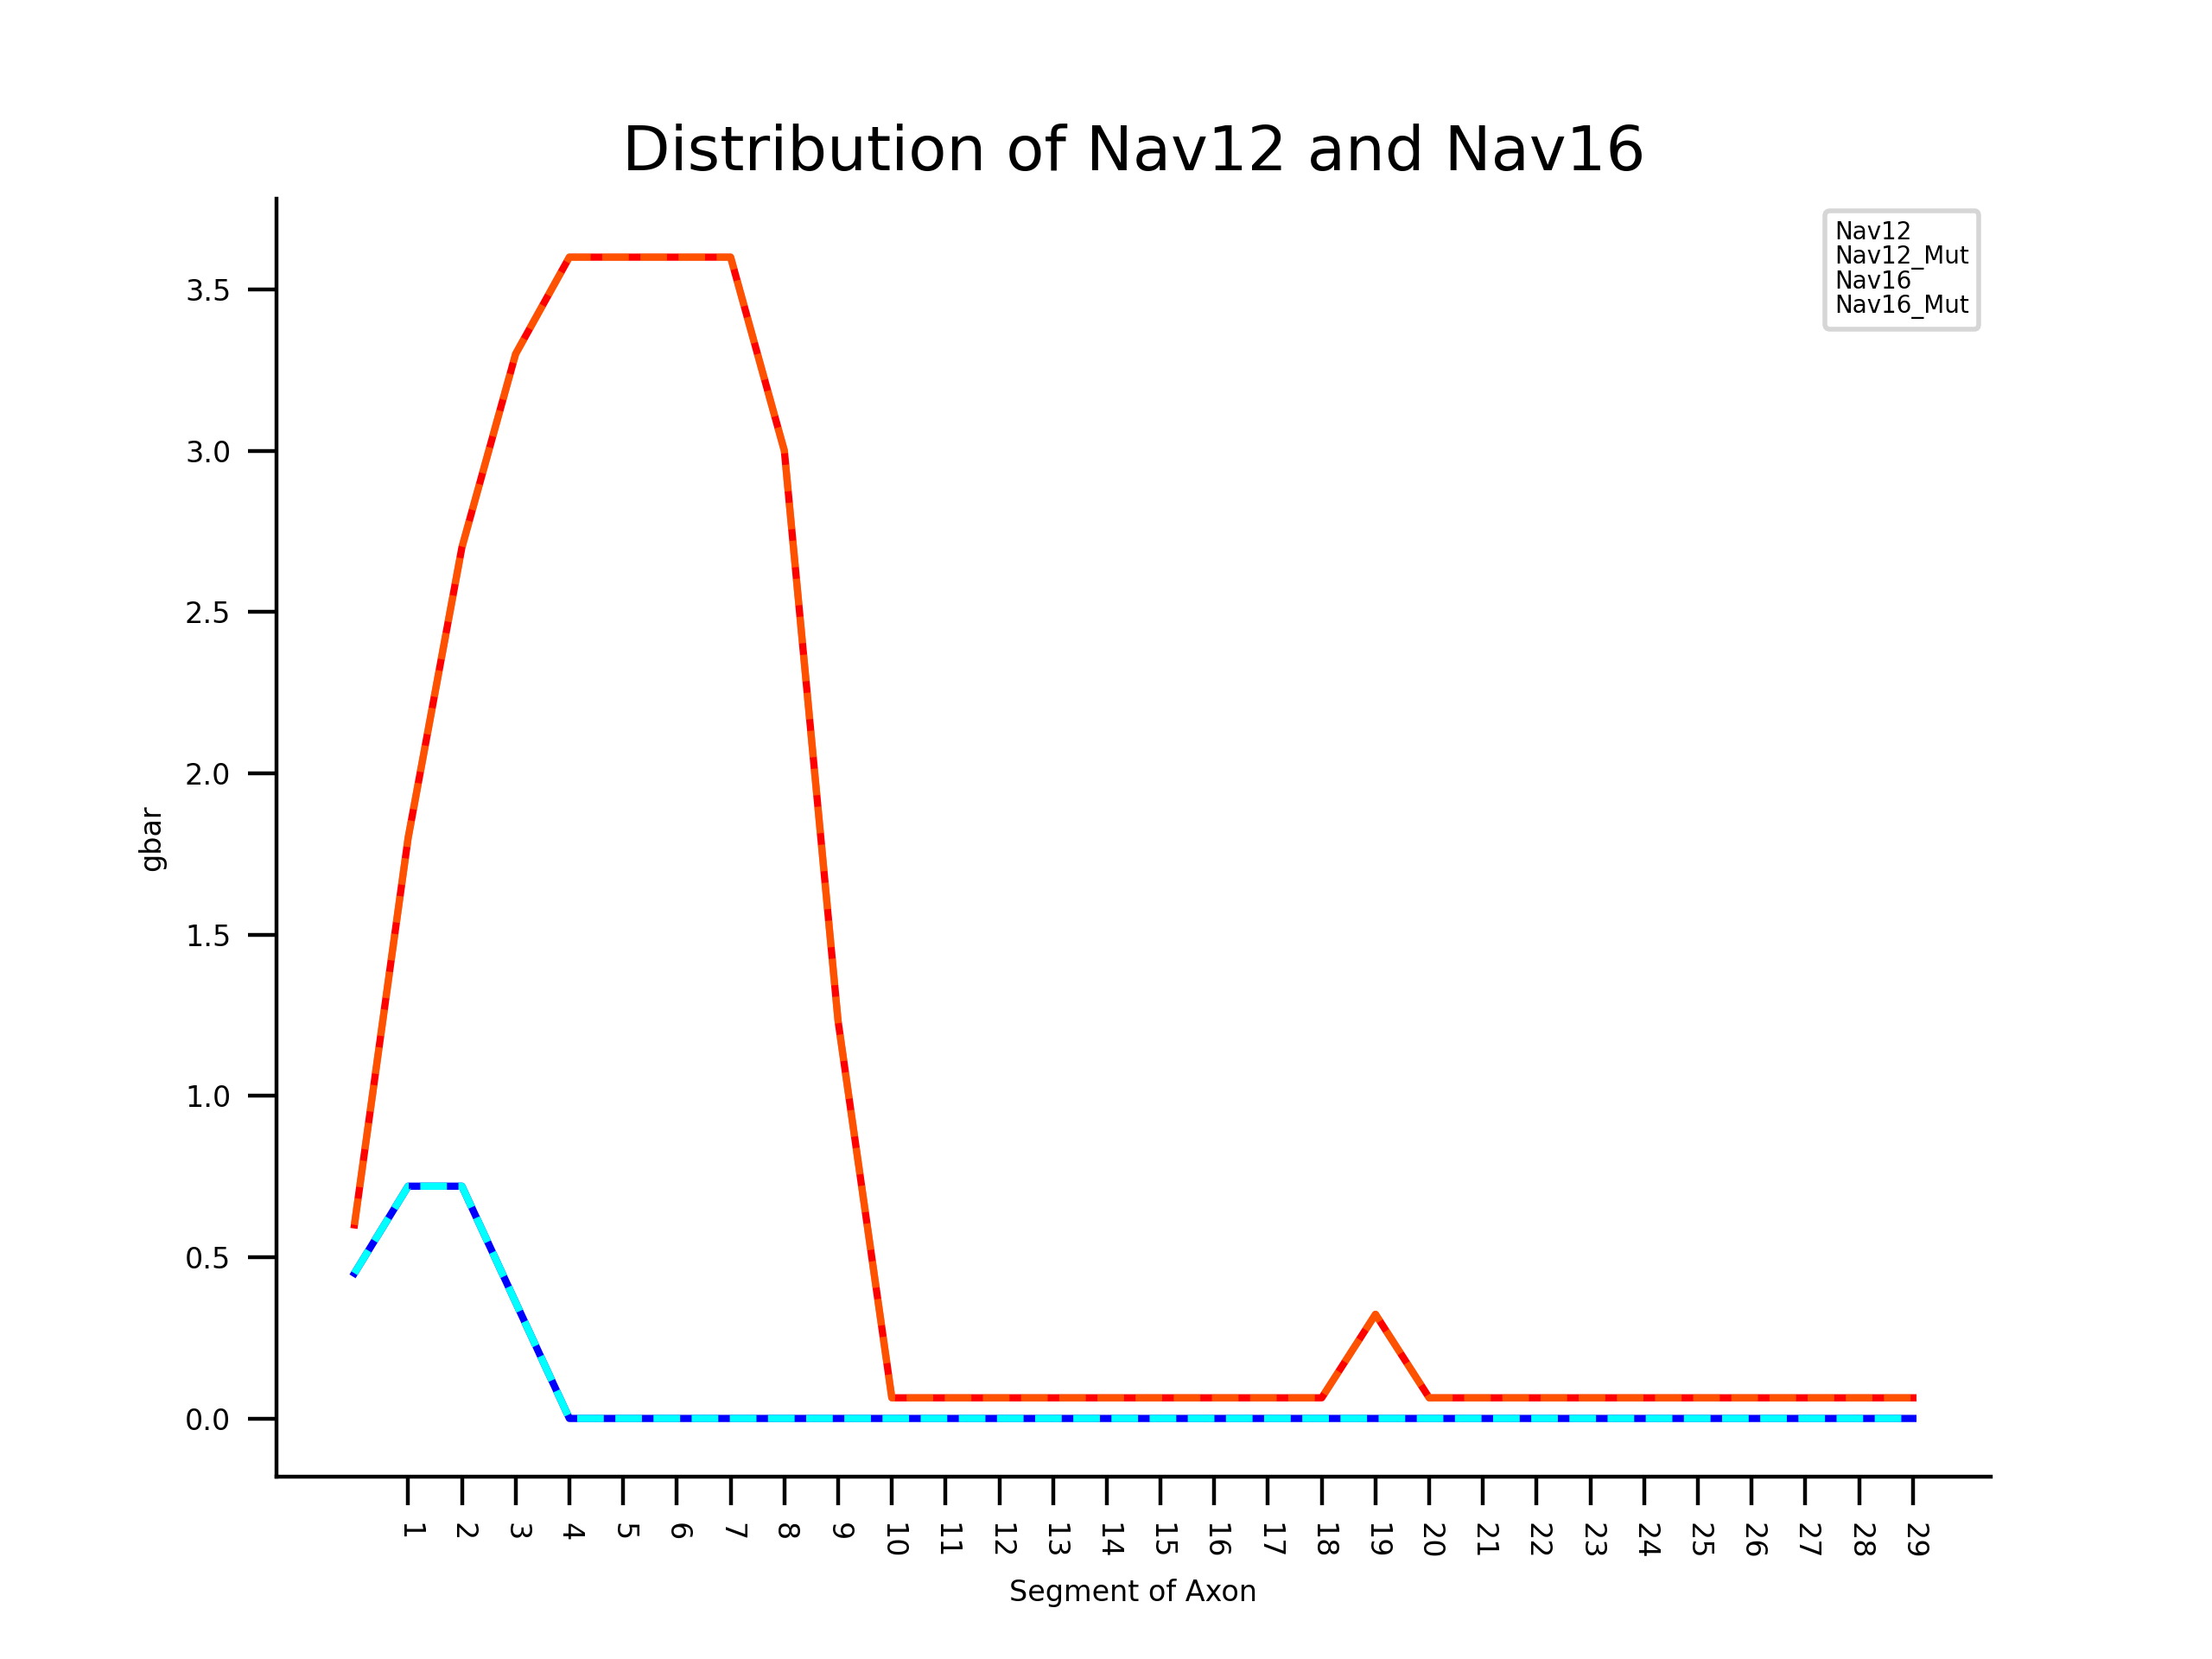 Distribution of Nav12 and Nav16
Nav12
Nav12_Mut
Nav16
Nav16_Mut
3.5
3.0
2.5
2.0
1.5
1.0
0.5
0.0
gbar
1 2 3 4 5 6 7 8 9 10 11 12 13 14 15 16 17 18 19 20 21 22 23 24 25 26 27 28 29
Segment of Axon